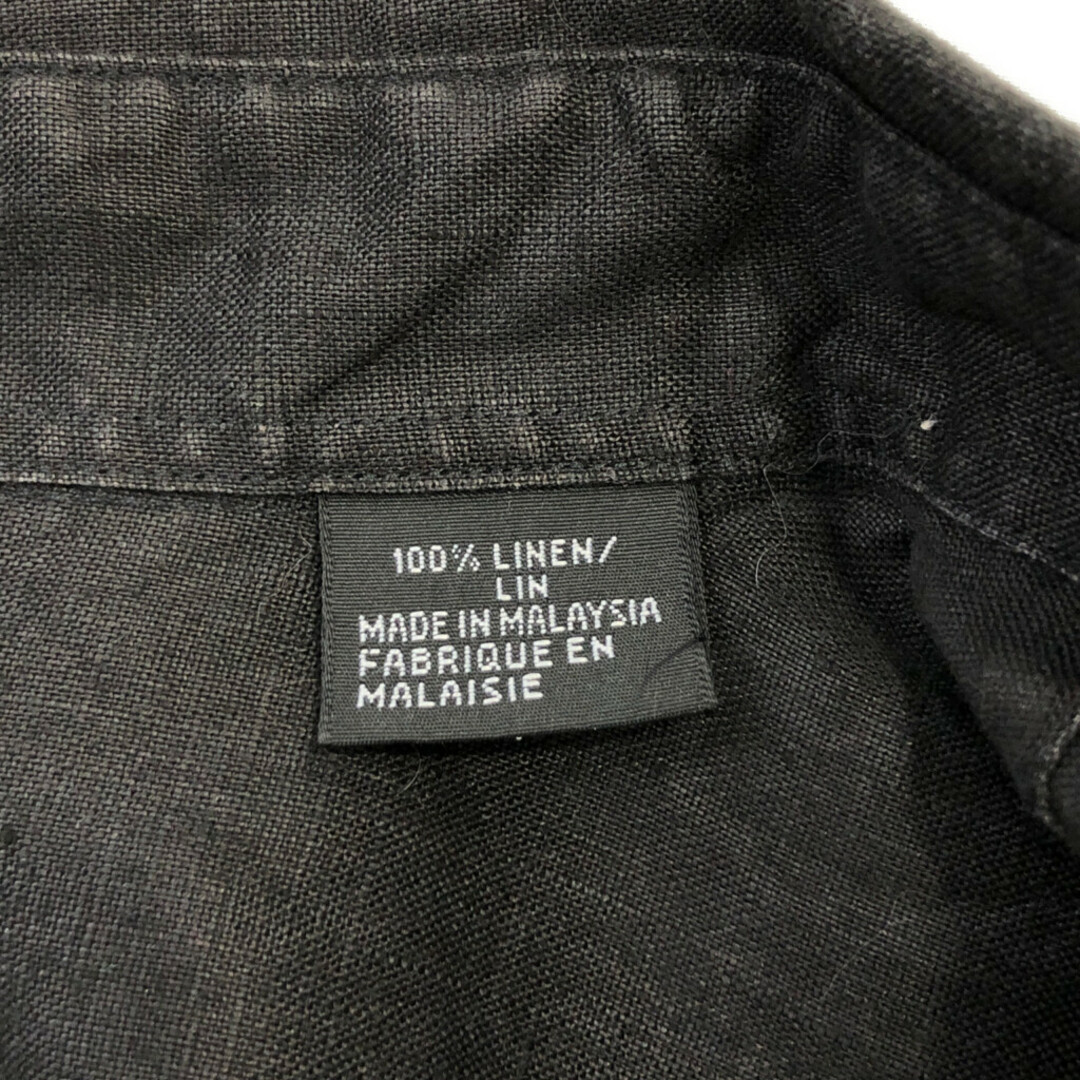 100% LINEN/
LIN
MADE IN MALAYSIA
FABRIQUE EN
MALAISIE